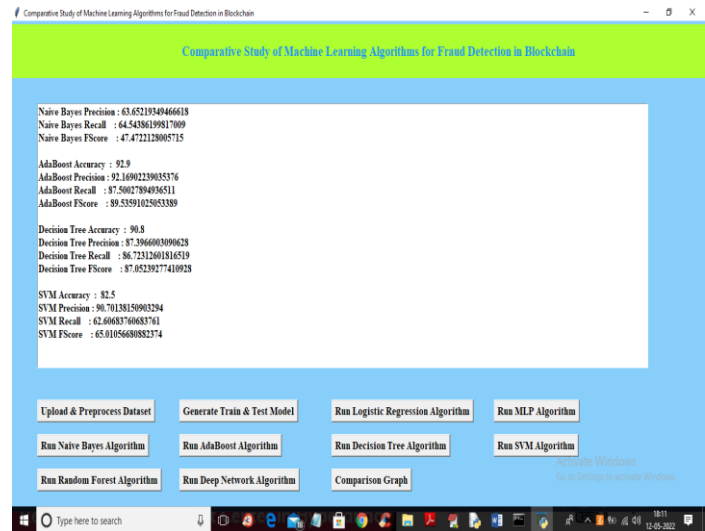 Comparative Study of Machine Learning Algorithms for Fraud Detection in Blockchain
Comparative Study of Machine Learning Algorithms for Fraud Detection in Blockchain
Naive Bayes Precision : 63.65219349466618
Naive Bayes Recall : 64.54386199817009
Naive Bayes FScore : 47.4722128005715
AdaBoost Accuracy : 92.9
AdaBoost Precision : 92.16902239035376
AdaBoost Recall : 87.50027894936511
AdaBoost FScore : 89.53591025053389
Decision Tree Accuracy : 90.8
Decision Tree Precision : 87.3966003090628
Decision Tree Recall : 86.72312601816519
Decision Tree FScore : 87.05239277410928
SVM Accuracy : 82.5
SVM Precision : 90.70138150903294
SVM Recall : 62.60683760683761
SVM FScore : 65.01056680882374
Upload & Preprocess Dataset Generate Train & Test Model Run Logistic Regression Algorithm Run MLP Algorithm
Run Naive Bayes Algorithm Run AdaBoost Algorithm Run Decision Tree Algorithm Run SVM Algorithm
Activate Windows
Go to Settings to activate Windows.
Run Random Forest Algorithm Run Deep Network Algorithm Comparison Graph
Type here to search
18:11
12-05-2022